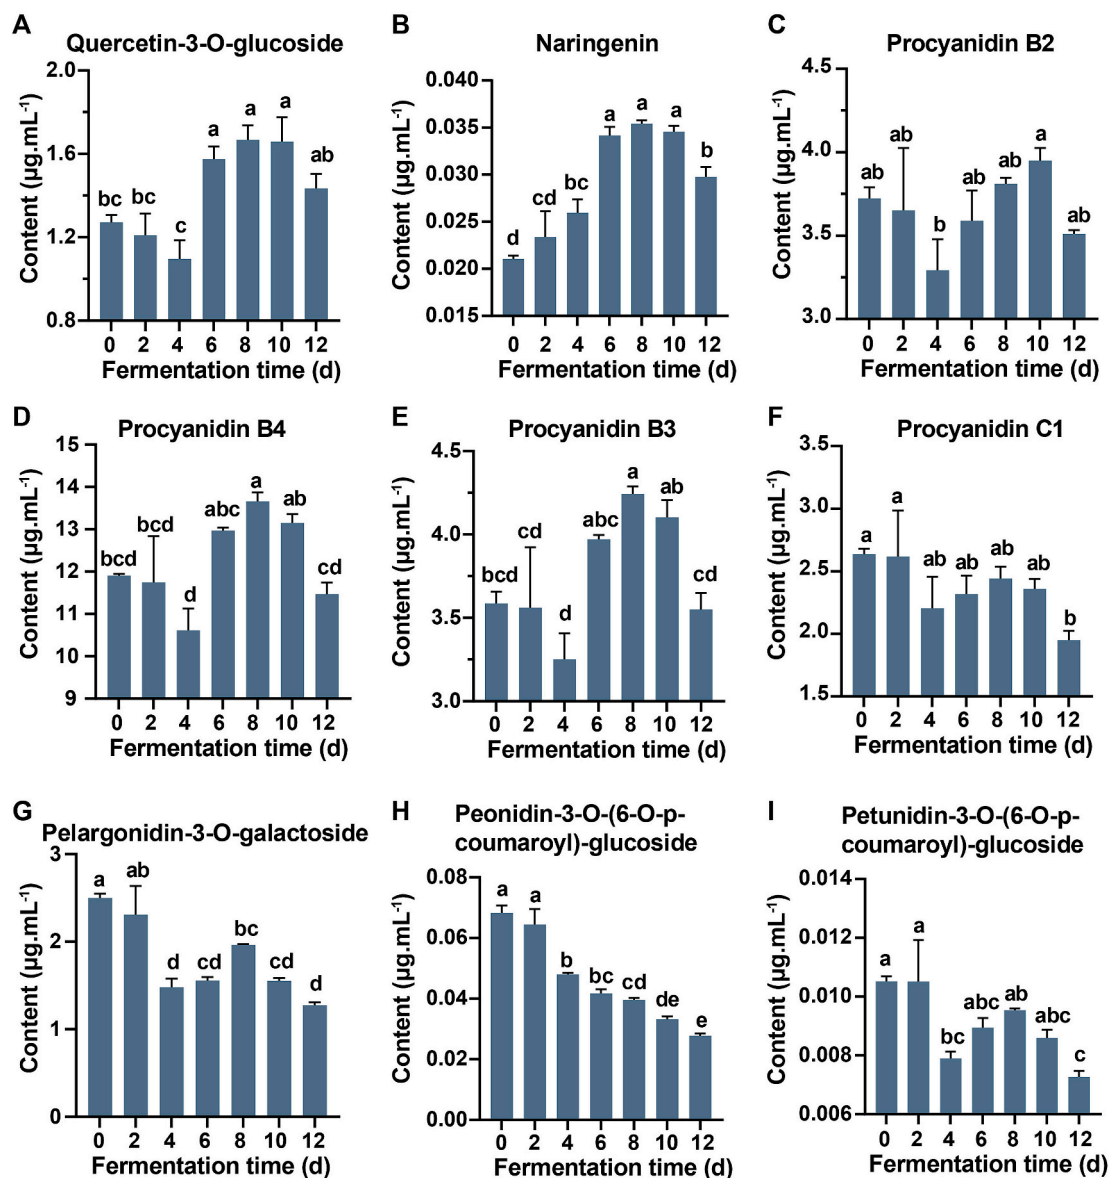 A
Quercetin-3-O-glucoside
Content (µg.mL⁻¹)
2.0
1.6
1.2
0.8
bc bc c a a a ab
0 2 4 6 8 10 12
Fermentation time (d)
B
Naringenin
Content (µg.mL⁻¹)
0.040
0.035
0.030
0.025
0.020
0.015
d cd bc a a a b
0 2 4 6 8 10 12
Fermentation time (d)
C
Procyanidin B2
Content (µg.mL⁻¹)
4.5
4.0
3.5
3.0
ab ab b ab ab a ab
0 2 4 6 8 10 12
Fermentation time (d)
D
Procyanidin B4
Content (µg.mL⁻¹)
15
14
13
12
11
10
9
bcd bcd d abc a ab cd
0 2 4 6 8 10 12
Fermentation time (d)
E
Procyanidin B3
Content (µg.mL⁻¹)
4.5
4.0
3.5
3.0
bcd cd d abc a ab cd
0 2 4 6 8 10 12
Fermentation time (d)
F
Procyanidin C1
Content (µg.mL⁻¹)
3.5
3.0
2.5
2.0
1.5
a a ab ab ab ab b
0 2 4 6 8 10 12
Fermentation time (d)
G
Pelargonidin-3-O-galactoside
Content (µg.mL⁻¹)
3
2
1
0
a ab d cd bc cd d
0 2 4 6 8 10 12
Fermentation time (d)
H
Peonidin-3-O-(6-O-p-
coumaroyl)-glucoside
Content (µg.mL⁻¹)
0.08
0.06
0.04
0.02
0.00
a a b bc cd de e
0 2 4 6 8 10 12
Fermentation time (d)
I
Petunidin-3-O-(6-O-p-
coumaroyl)-glucoside
Content (µg.mL⁻¹)
0.014
0.012
0.010
0.008
0.006
a a bc abc ab abc c
0 2 4 6 8 10 12
Fermentation time (d)